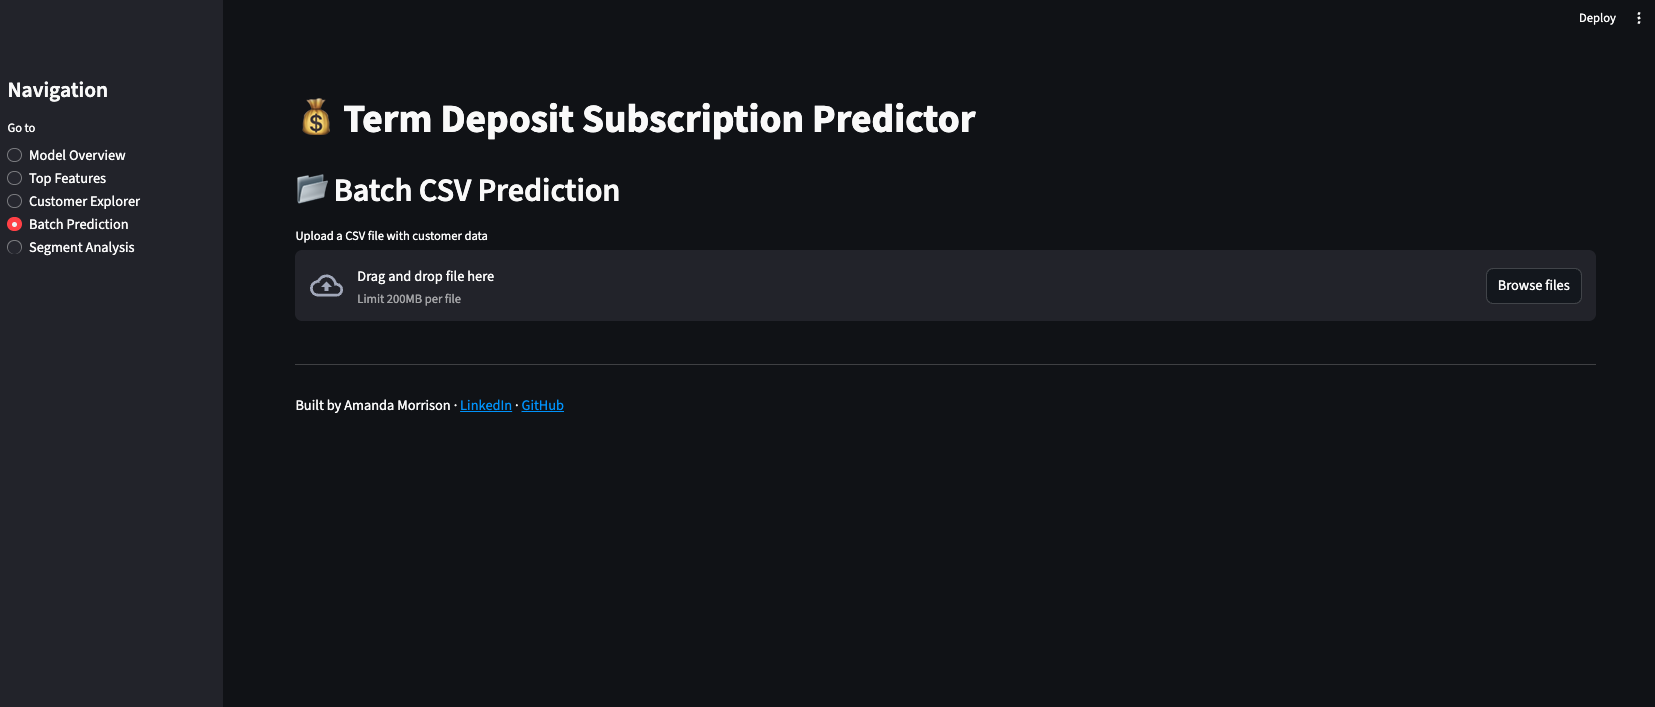 Deploy
Navigation
Go to
Model Overview
Top Features
Customer Explorer
Batch Prediction
Segment Analysis
Term Deposit Subscription Predictor
Batch CSV Prediction
Upload a CSV file with customer data
Drag and drop file here
Limit 200MB per file
Browse files
Built by Amanda Morrison · LinkedIn · GitHub